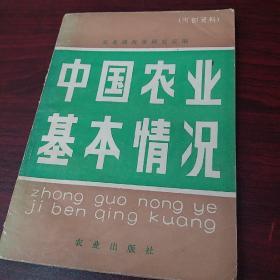 (内部资料)
中国农业
基本情况
zhong guo nong ye
ji ben qing kuang
农业出版社